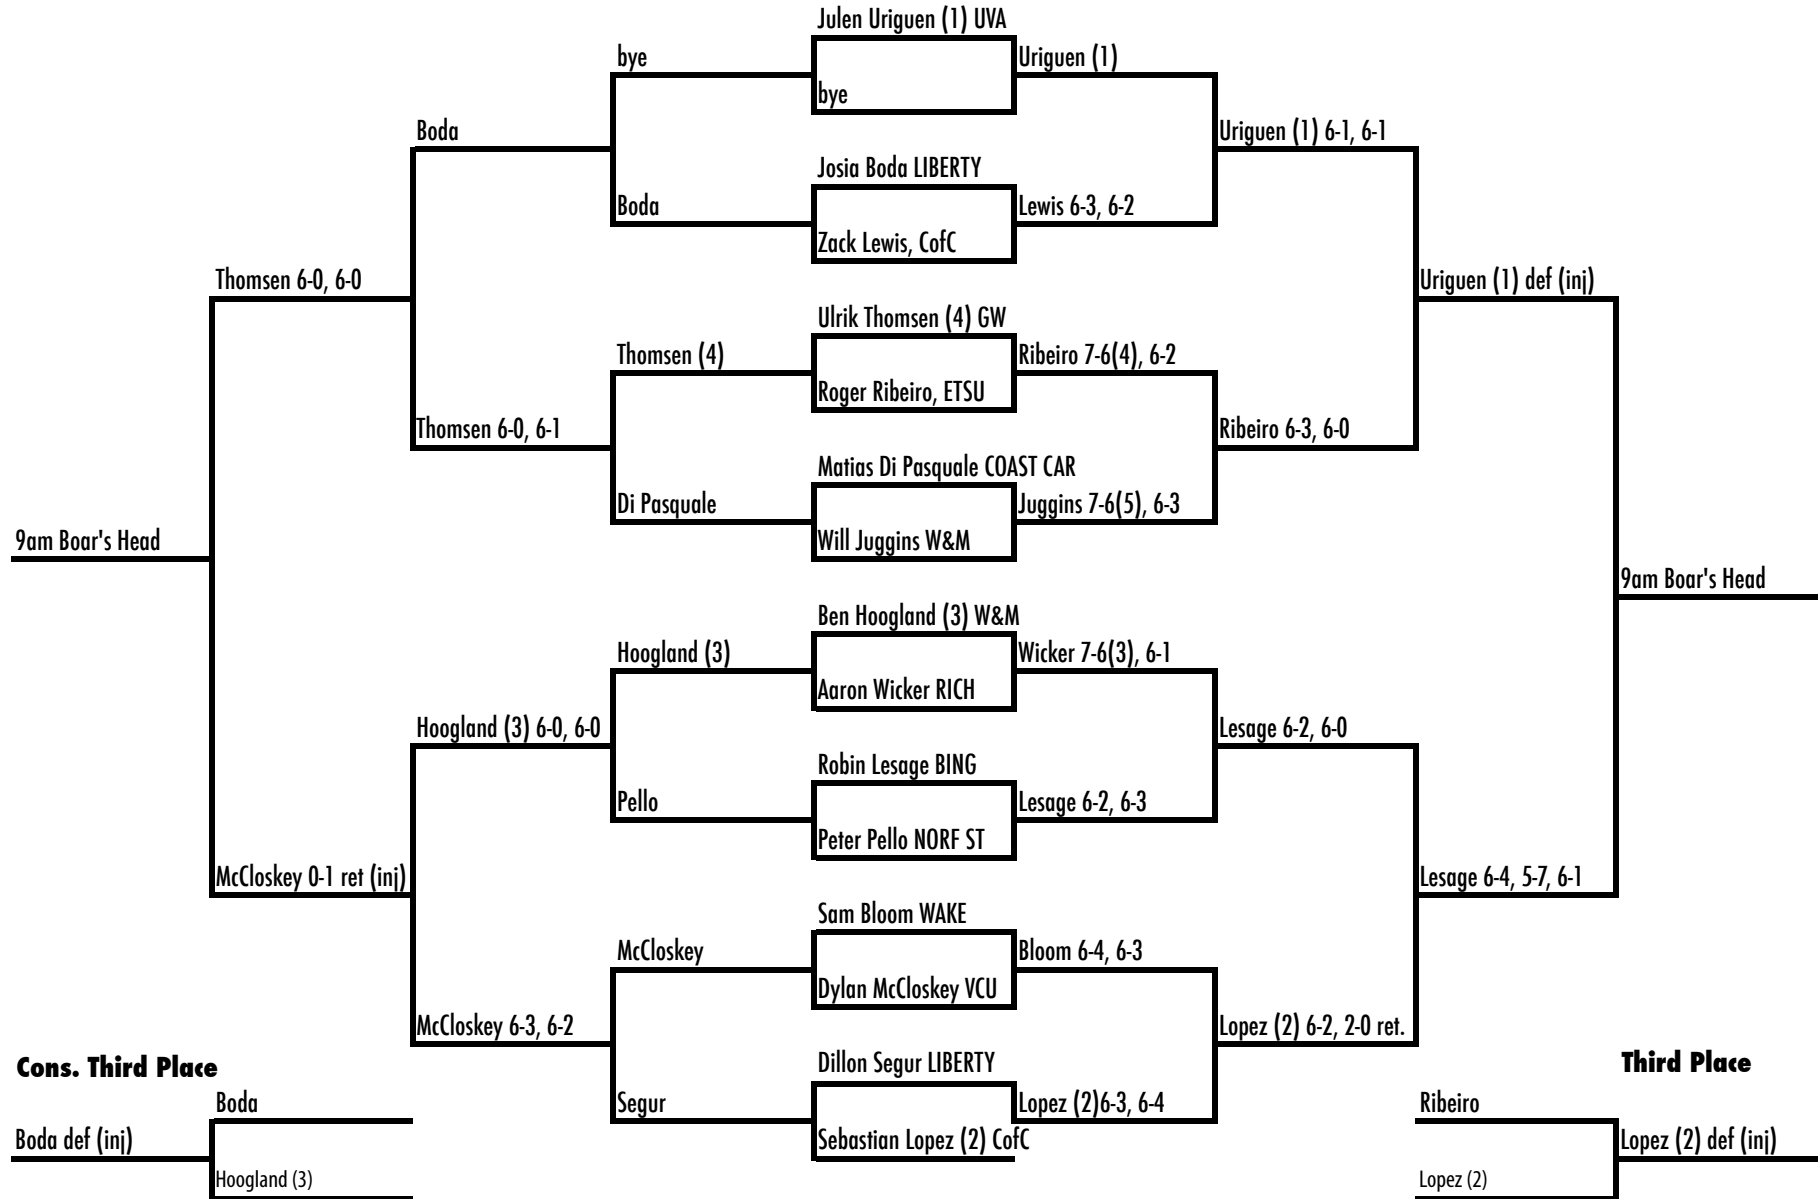 Julen Uriguen (1) UVA
bye
Uriguen (1)
bye
Boda
Uriguen (1) 6-1, 6-1
Josia Boda LIBERTY
Boda
Lewis 6-3, 6-2
Zack Lewis, CofC
Thomsen 6-0, 6-0
Uriguen (1) def (inj)
Ulrik Thomsen (4) GW
Thomsen (4)
Ribeiro 7-6(4), 6-2
Roger Ribeiro, ETSU
Thomsen 6-0, 6-1
Ribeiro 6-3, 6-0
Matias Di Pasquale COAST CAR
Di Pasquale
Juggins 7-6(5), 6-3
Will Juggins W&M
9am Boar's Head
9am Boar's Head
Ben Hoogland (3) W&M
Hoogland (3)
Wicker 7-6(3), 6-1
Aaron Wicker RICH
Hoogland (3) 6-0, 6-0
Lesage 6-2, 6-0
Robin Lesage BING
Pello
Lesage 6-2, 6-3
Peter Pello NORF ST
McCloskey 0-1 ret (inj)
Lesage 6-4, 5-7, 6-1
Sam Bloom WAKE
McCloskey
Bloom 6-4, 6-3
Dylan McCloskey VCU
McCloskey 6-3, 6-2
Lopez (2) 6-2, 2-0 ret.
Dillon Segur LIBERTY
Segur
Lopez (2)6-3, 6-4
Sebastian Lopez (2) CofC
Cons. Third Place
Boda
Boda def (inj)
Hoogland (3)
Third Place
Ribeiro
Lopez (2) def (inj)
Lopez (2)